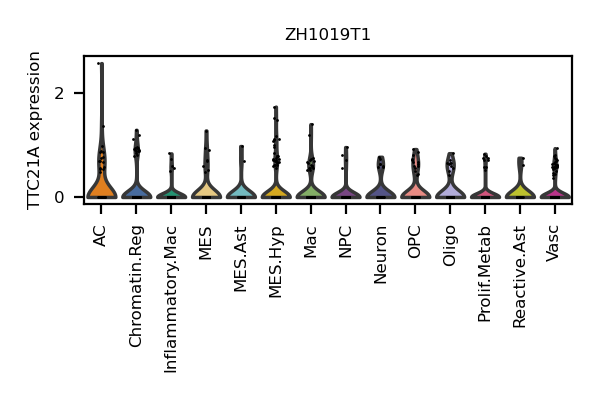 ZH1019T1
TTC21A expression
2
0
AC
Chromatin.Reg
Inflammatory.Mac
MES
MES.Ast
MES.Hyp
Mac
NPC
Neuron
OPC
Oligo
Prolif.Metab
Reactive.Ast
Vasc